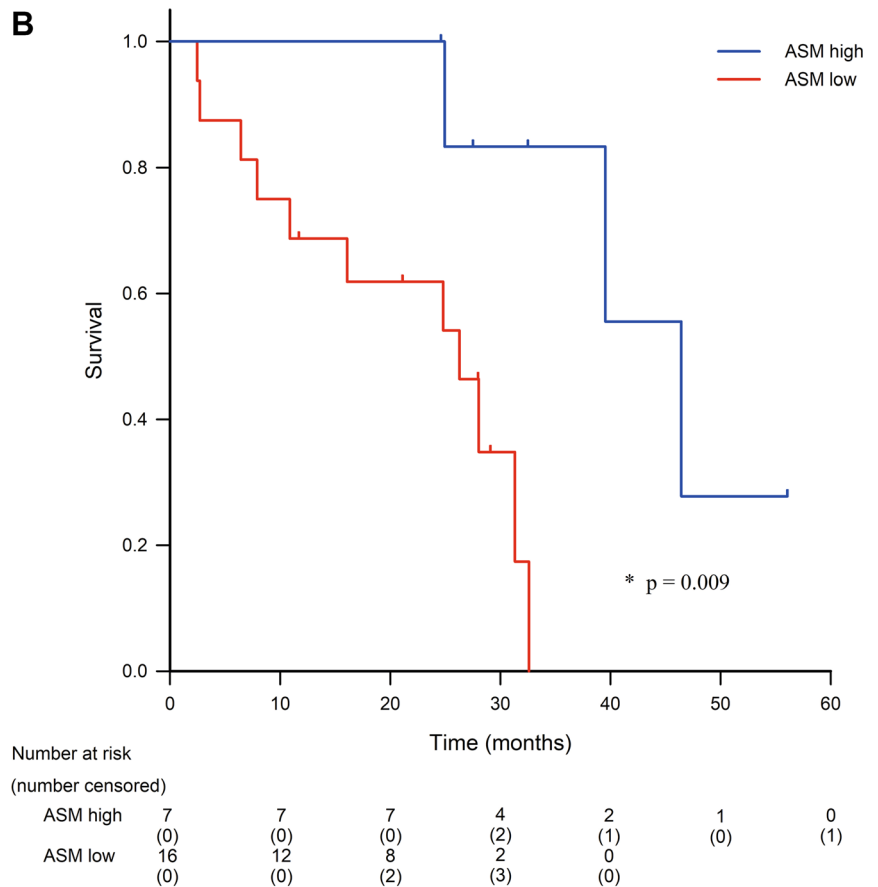 B
ASM high
ASM low
1.0
0.8
0.6
0.4
0.2
0.0
Survival
* p = 0.009
0 10 20 30 40 50 60
Time (months)
Number at risk
(number censored)
ASM high 7 7 7 4 2 1 0
(0) (0) (0) (2) (1) (0) (1)
ASM low 16 12 8 2 0
(0) (0) (2) (3) (0)